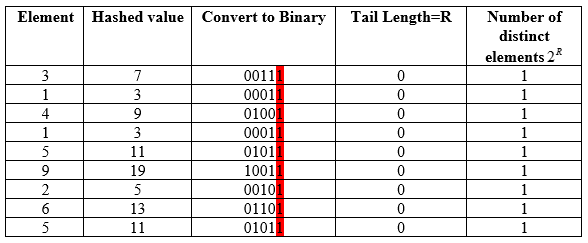 Element Hashed value Convert to Binary Tail Length=R Number of
distinct
elements 2^R
3 7 00111 0 1
1 3 00011 0 1
4 9 01001 0 1
1 3 00011 0 1
5 11 01011 0 1
9 19 10011 0 1
2 5 00101 0 1
6 13 01101 0 1
5 11 01011 0 1